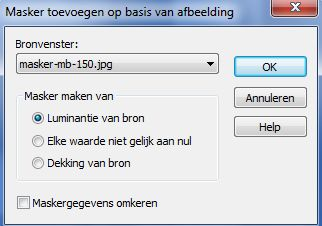 Masker toevoegen op basis van afbeelding
Bronvenster:
masker-mb-150.jpg
OK
Annuleren
Help
Masker maken van
Luminantie van bron
Elke waarde niet gelijk aan nul
Dekking van bron
Maskergegevens omkeren